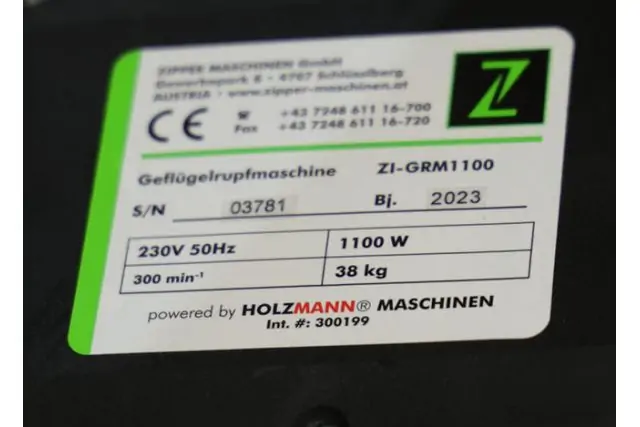 ZIPPER MASCHINEN GmbH
Gewerbepark 8 · 4707 Schlüsslberg
AUSTRIA · www.zipper-maschinen.at
CE
☎ +43 7248 611 16-700
Fax +43 7248 611 16-720
Z
Geflügelrupfmaschine ZI-GRM1100
S/N 03781 Bj. 2023
230V 50Hz 1100 W
300 min⁻¹ 38 kg
powered by HOLZMANN® MASCHINEN
Int. #: 300199